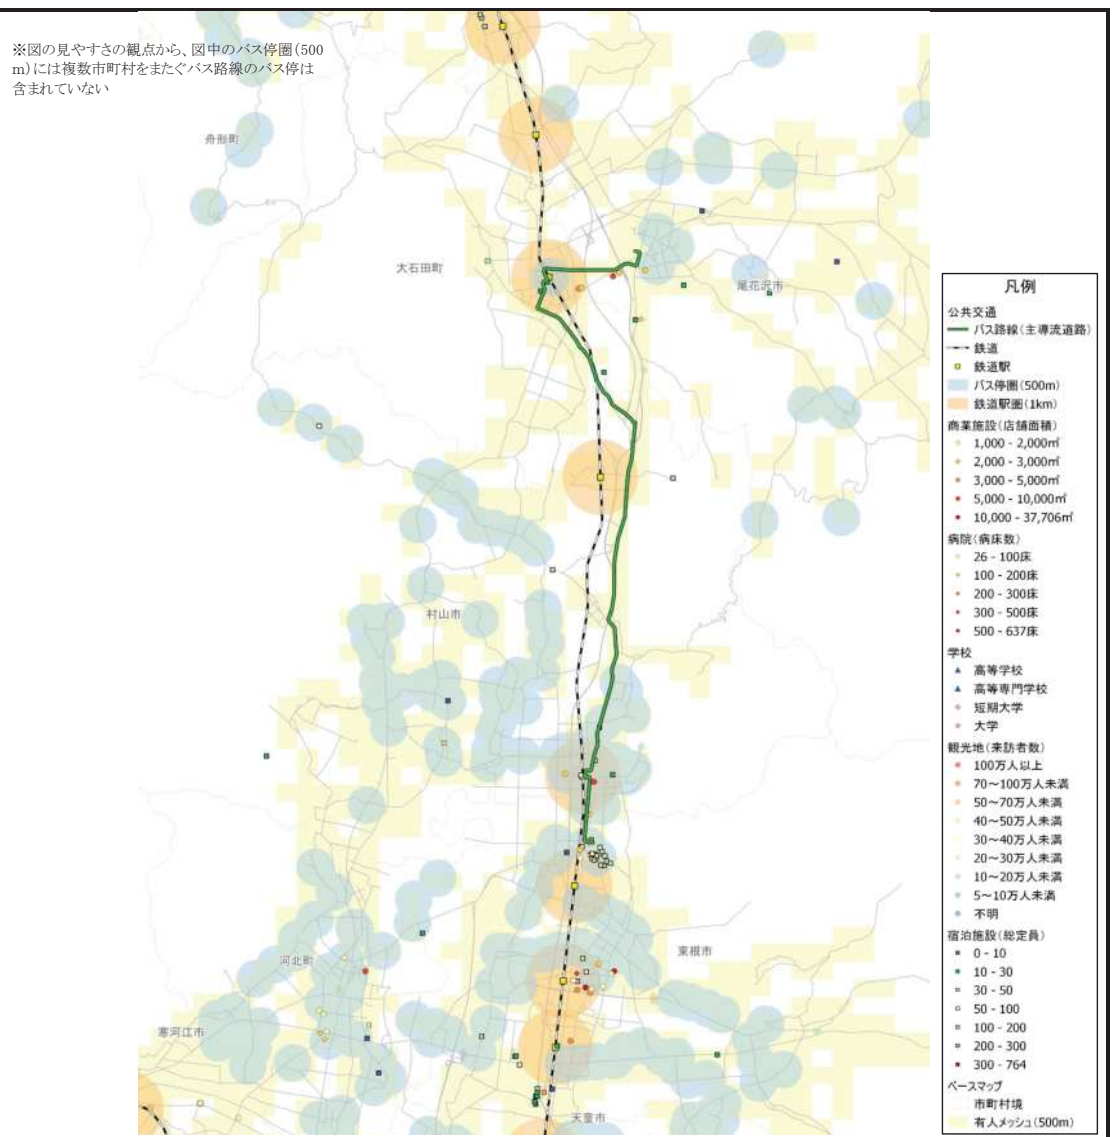 ※図の見やすさの観点から、図中のバス停圏(500
m)には複数市町村をまたぐバス路線のバス停は
含まれていない
舟形町
大石田町
尾花沢市
村山市
東根市
河北町
寒河江市
天童市
凡例
公共交通
バス路線(主導流道路)
鉄道
鉄道駅
バス停圏(500m)
鉄道駅圏(1km)
商業施設(店舗面積)
1,000 - 2,000㎡
2,000 - 3,000㎡
3,000 - 5,000㎡
5,000 - 10,000㎡
10,000 - 37,706㎡
病院(病床数)
26 - 100床
100 - 200床
200 - 300床
300 - 500床
500 - 637床
学校
高等学校
高等専門学校
短期大学
大学
観光地(来訪者数)
100万人以上
70～100万人未満
50～70万人未満
40～50万人未満
30～40万人未満
20～30万人未満
10～20万人未満
5～10万人未満
不明
宿泊施設(総定員)
0 - 10
10 - 30
30 - 50
50 - 100
100 - 200
200 - 300
300 - 764
ベースマップ
市町村境
有人メッシュ(500m)